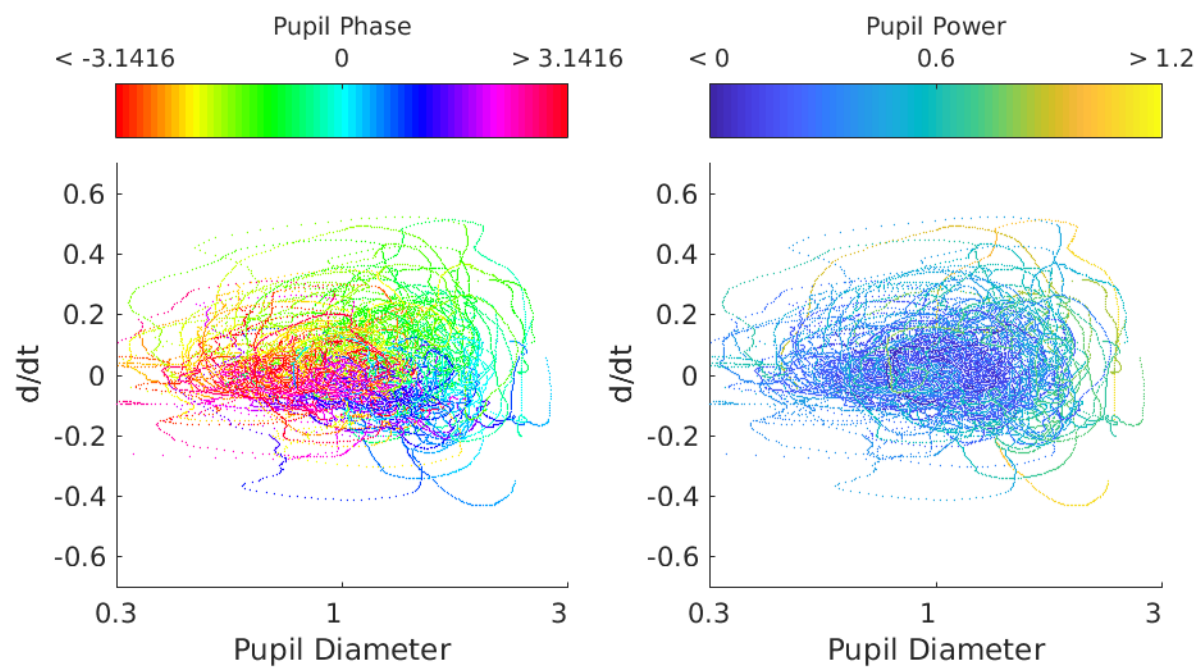 Pupil Phase
< -3.1416 0 > 3.1416
0.6
0.4
0.2
0
-0.2
-0.4
-0.6
d/dt
0.3 1 3
Pupil Diameter
Pupil Power
< 0 0.6 > 1.2
0.6
0.4
0.2
0
-0.2
-0.4
-0.6
d/dt
0.3 1 3
Pupil Diameter